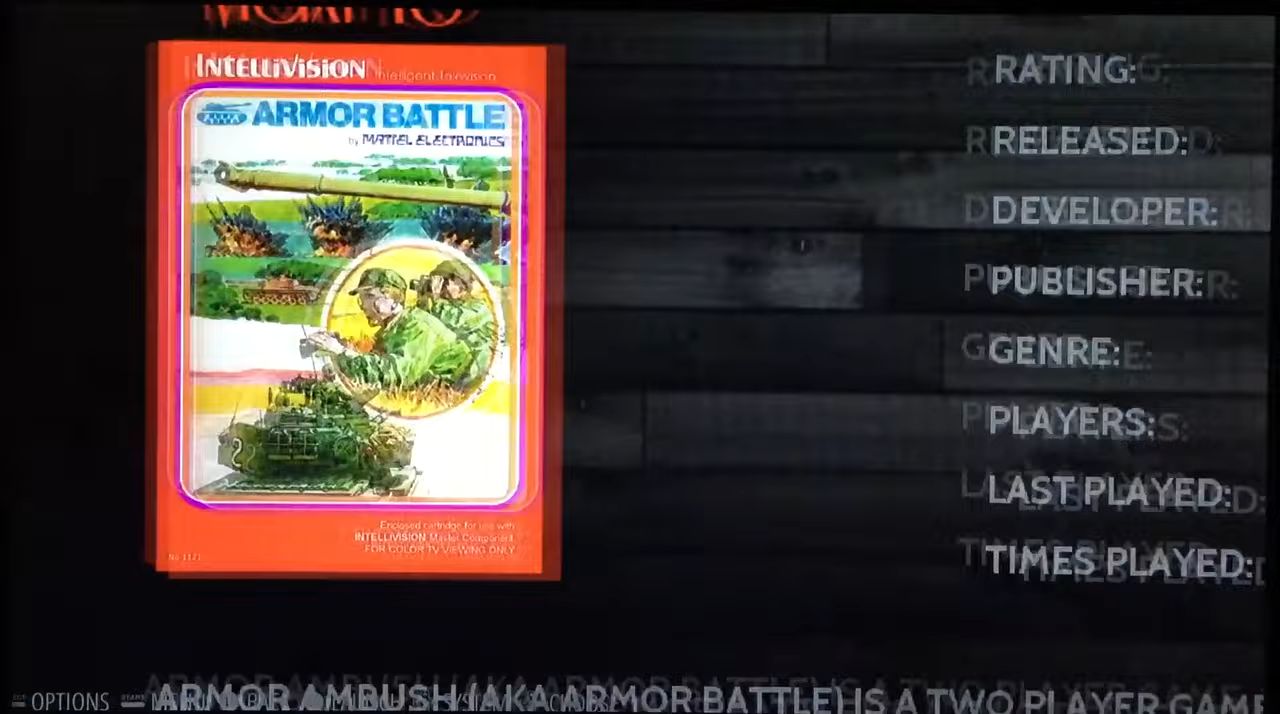 INTELLIVISION Intelligent Television
ARMOR BATTLE
by MATTEL ELECTRONICS
2
Enclosed cartridge for use with
INTELLIVISION Master Component.
FOR COLOR TV VIEWING ONLY
RATING:
RELEASED:
DEVELOPER:
PUBLISHER:
GENRE:
PLAYERS:
LAST PLAYED:
TIMES PLAYED:
ARMOR AMBUSH (AKA ARMOR BATTLE) IS A TWO PLAYER GAME
OPTIONS